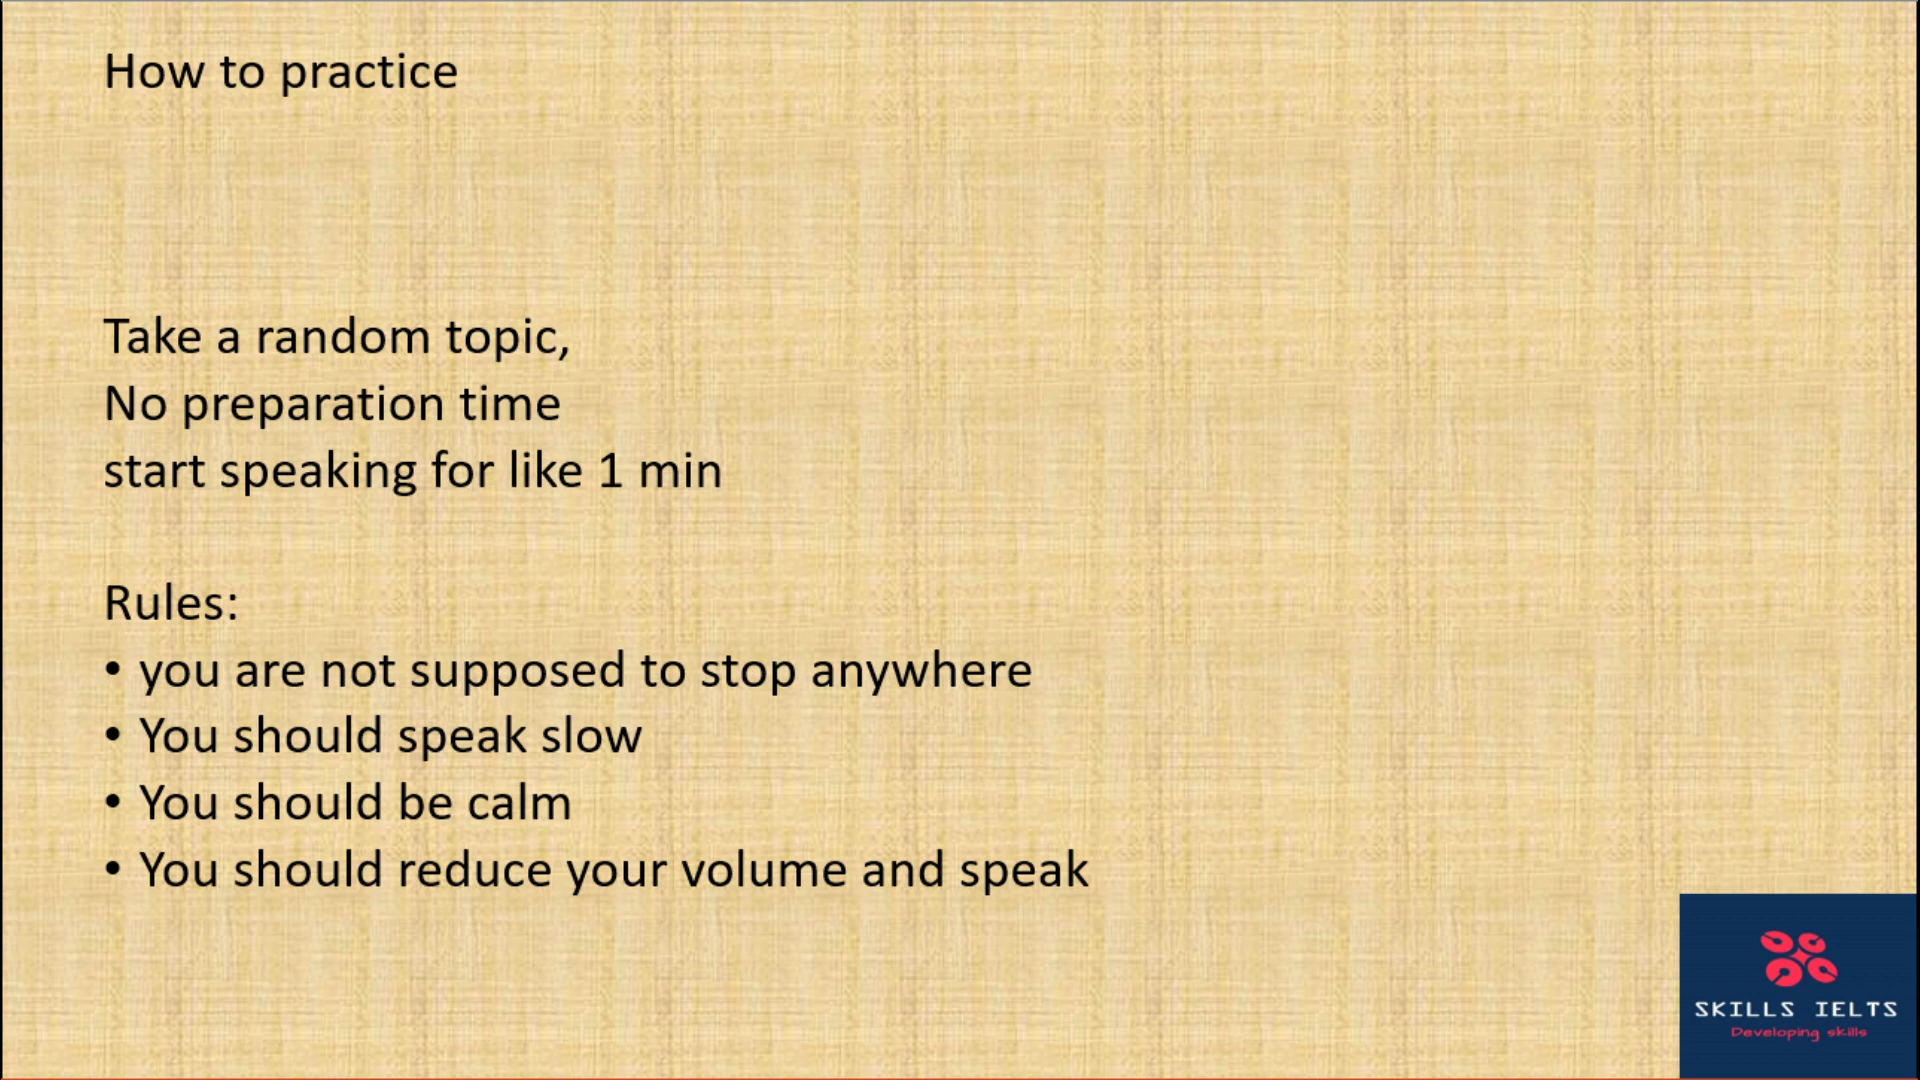 How to practice
Take a random topic,
No preparation time
start speaking for like 1 min
Rules:
• you are not supposed to stop anywhere
• You should speak slow
• You should be calm
• You should reduce your volume and speak
SKILLS IELTS
Developing skills